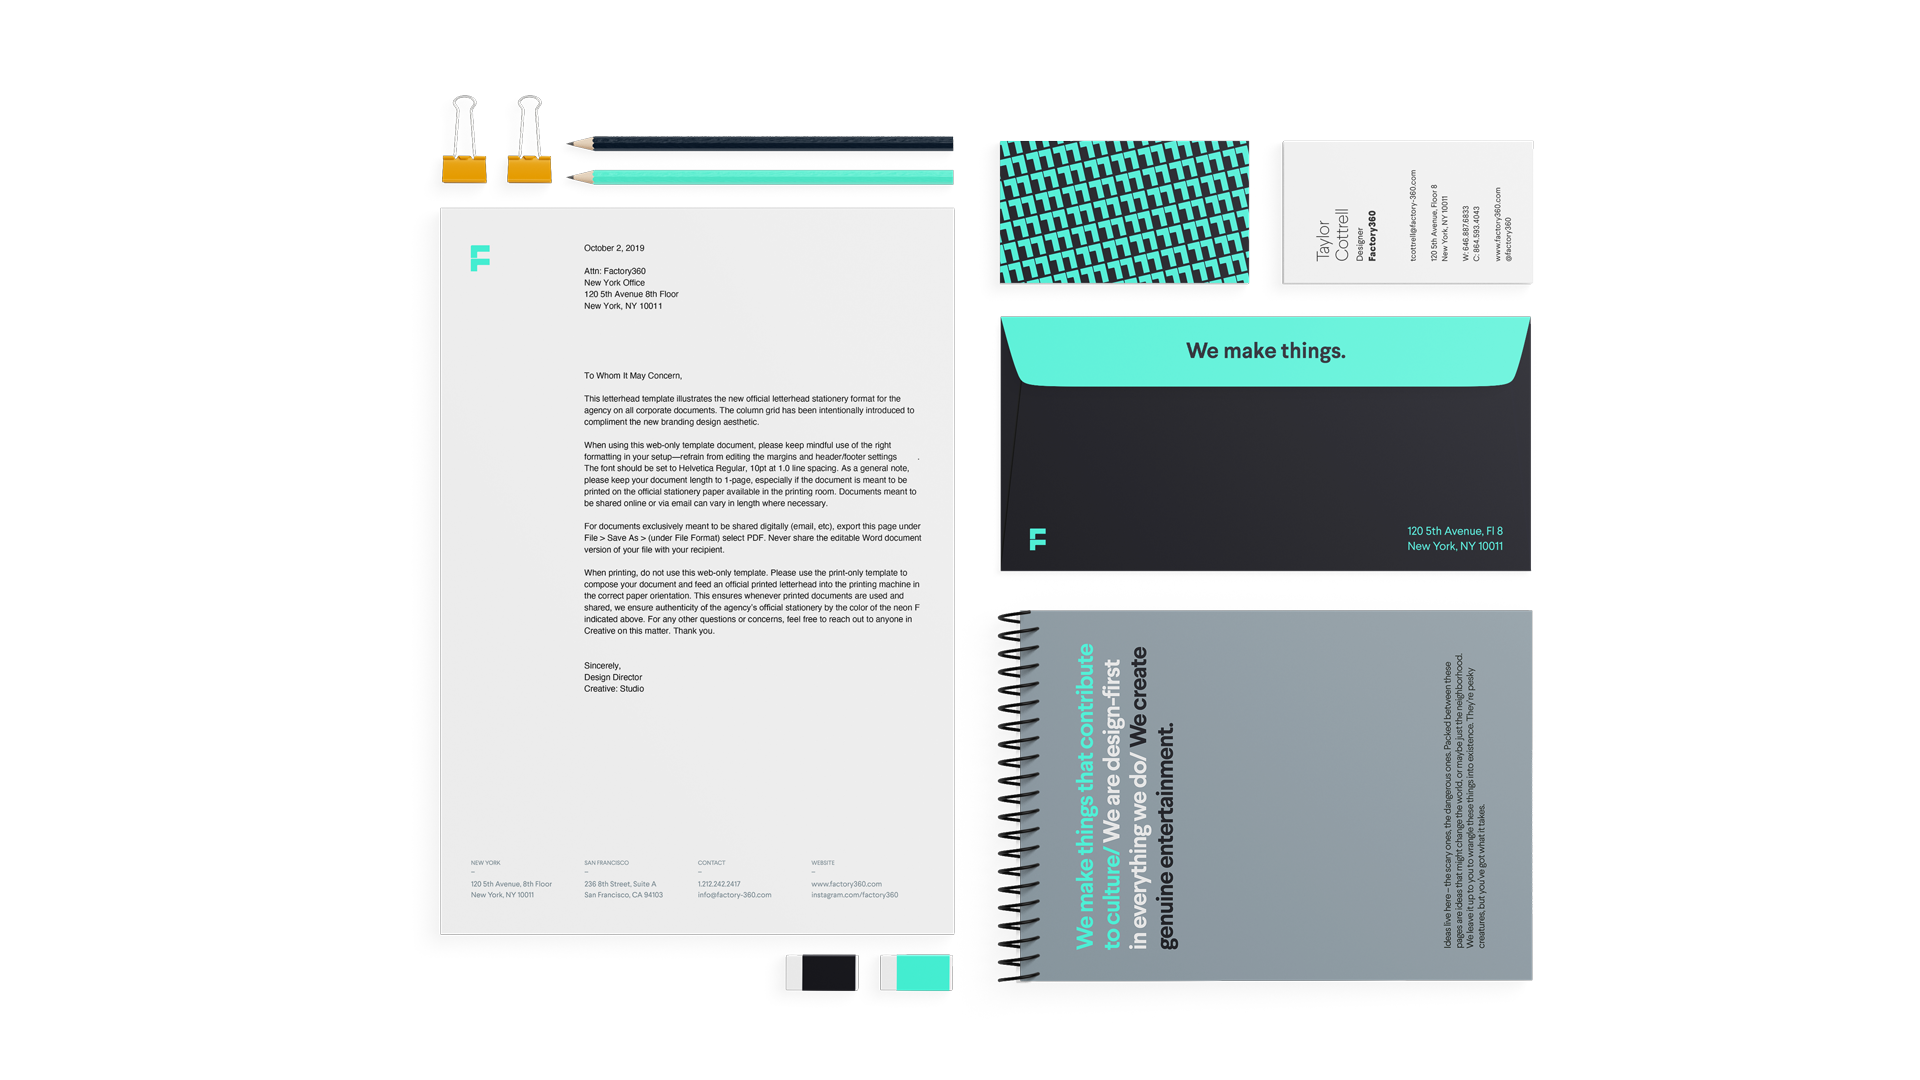 F
October 2, 2019
Attn: Factory360
New York Office
120 5th Avenue 8th Floor
New York, NY 10011
To Whom It May Concern,
This letterhead template illustrates the new official letterhead stationery format for the
agency on all corporate documents. The column grid has been intentionally introduced to
compliment the new branding design aesthetic.
When using this web-only template document, please keep mindful use of the right
formatting in your setup—refrain from editing the margins and header/footer settings .
The font should be set to Helvetica Regular, 10pt at 1.0 line spacing. As a general note,
please keep your document length to 1-page, especially if the document is meant to be
printed on the official stationery paper available in the printing room. Documents meant to
be shared online or via email can vary in length where necessary.
For documents exclusively meant to be shared digitally (email, etc), export this page under
File > Save As > (under File Format) select PDF. Never share the editable Word document
version of your file with your recipient.
When printing, do not use this web-only template. Please use the print-only template to
compose your document and feed an official printed letterhead into the printing machine in
the correct paper orientation. This ensures whenever printed documents are used and
shared, we ensure authenticity of the agency's official stationery by the color of the neon F
indicated above. For any other questions or concerns, feel free to reach out to anyone in
Creative on this matter. Thank you.
Sincerely,
Design Director
Creative: Studio
NEW YORK
–
120 5th Avenue, 8th Floor
New York, NY 10011
SAN FRANCISCO
–
236 8th Street, Suite A
San Francisco, CA 94103
CONTACT
–
1.212.242.2417
info@factory-360.com
WEBSITE
–
www.factory360.com
instagram.com/factory360
Taylor
Cottrell
Designer
Factory360
tcottrell@factory-360.com
120 5th Avenue, Floor 8
New York, NY 10011
W: 646.887.6833
C: 864.593.4043
www.factory360.com
@factory360
We make things.
F
120 5th Avenue, Fl 8
New York, NY 10011
We make things that contribute
to culture/ We are design-first
in everything we do/ We create
genuine entertainment.
Ideas live here – the scary ones, the dangerous ones. Packed between these
pages are ideas that might change the world, or maybe just the neighborhood.
We leave it up to you to wrangle these things into existence. They're pesky
creatures, but you've got what it takes.